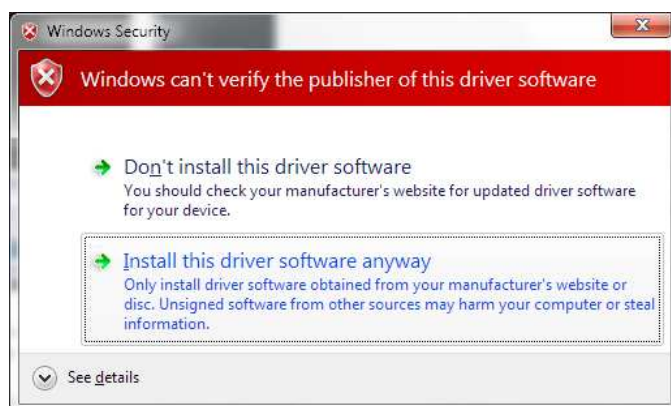 Windows Security
Windows can't verify the publisher of this driver software
Don't install this driver software
You should check your manufacturer's website for updated driver software
for your device.
Install this driver software anyway
Only install driver software obtained from your manufacturer's website or
disc. Unsigned software from other sources may harm your computer or steal
information.
See details